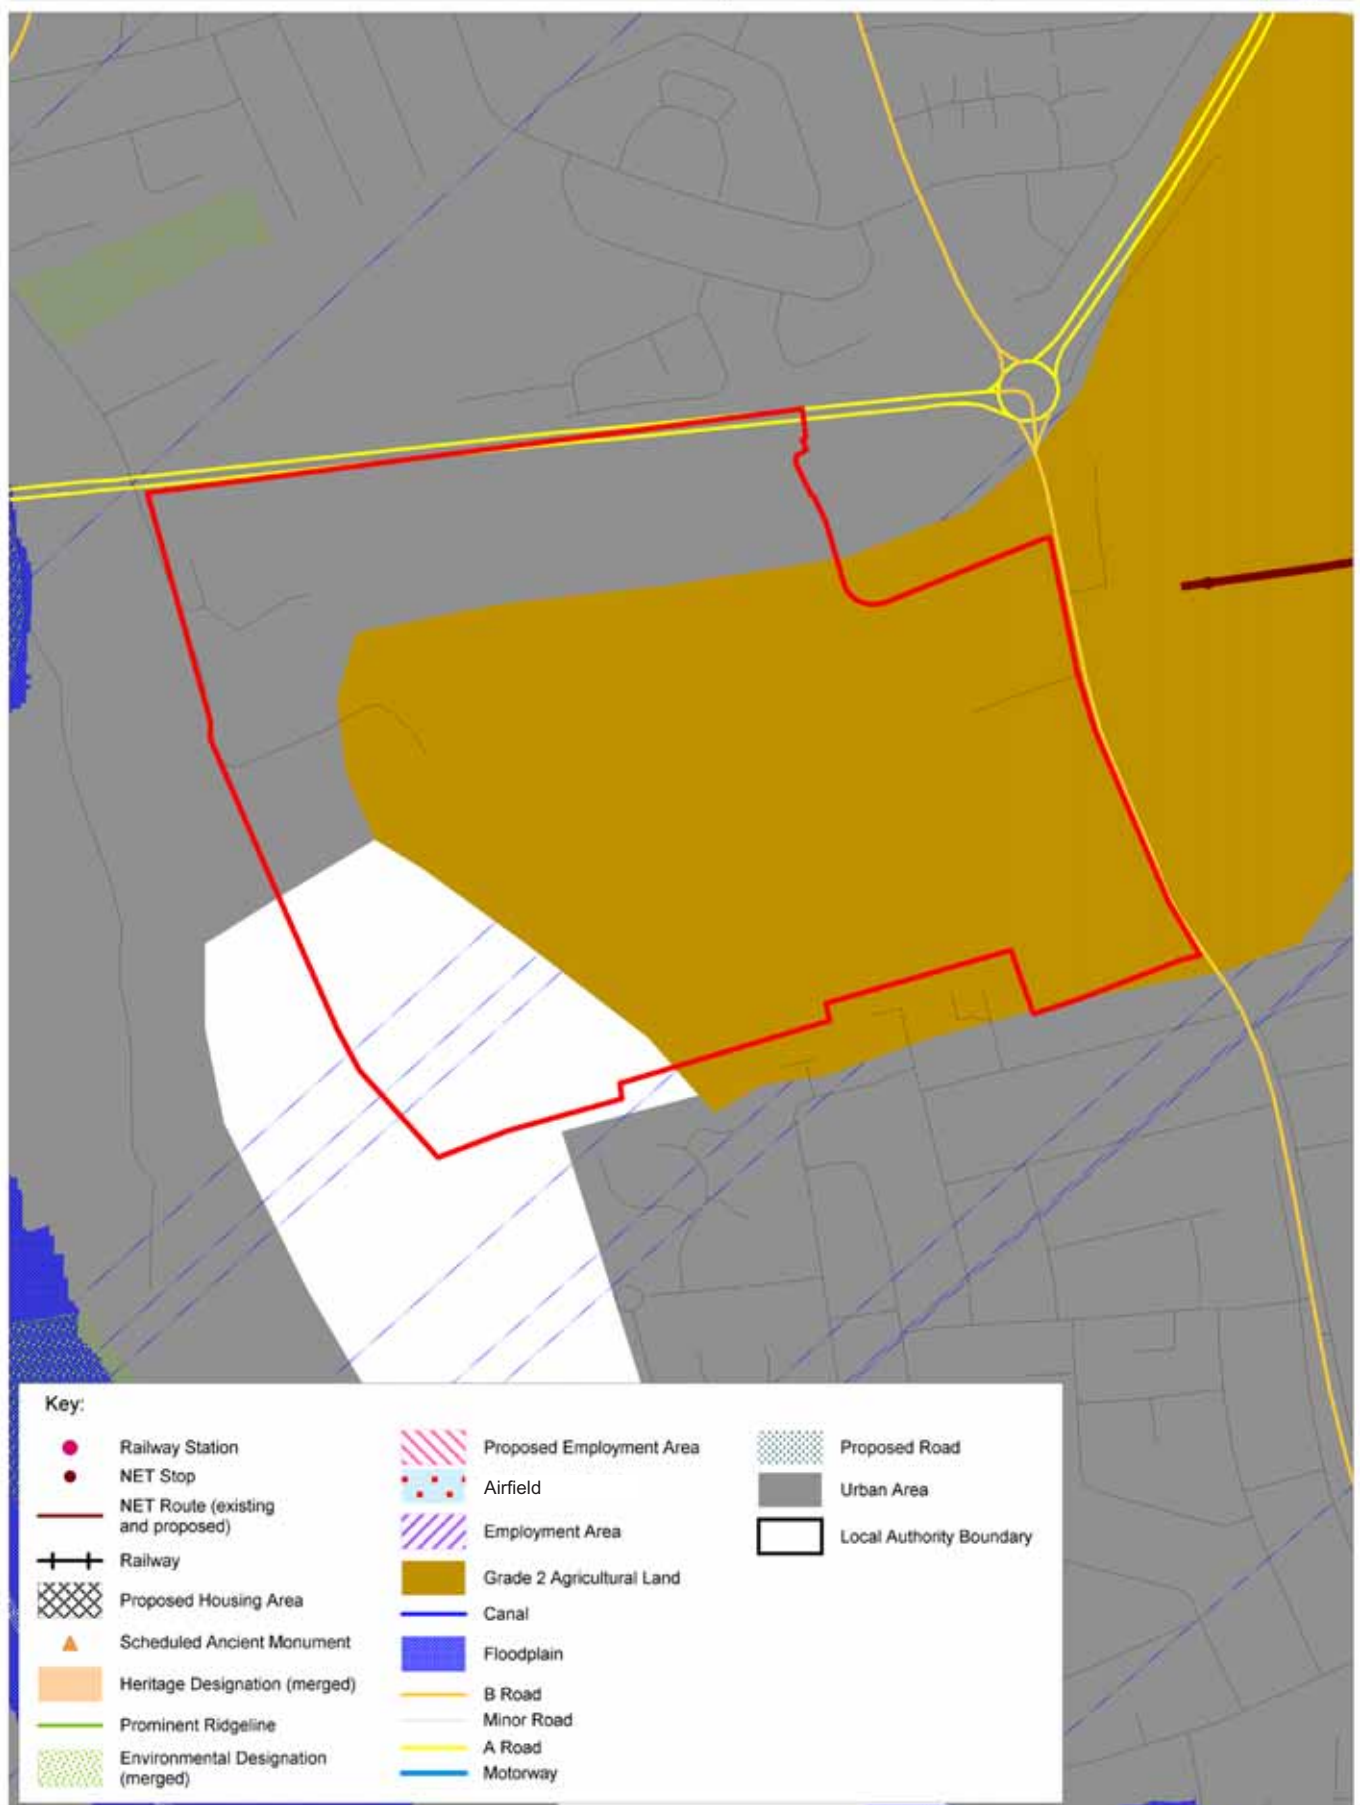 Key:
Railway Station
NET Stop
NET Route (existing
and proposed)
Railway
Proposed Housing Area
Scheduled Ancient Monument
Heritage Designation (merged)
Prominent Ridgeline
Environmental Designation
(merged)
Proposed Employment Area
Airfield
Employment Area
Grade 2 Agricultural Land
Canal
Floodplain
B Road
Minor Road
A Road
Motorway
Proposed Road
Urban Area
Local Authority Boundary